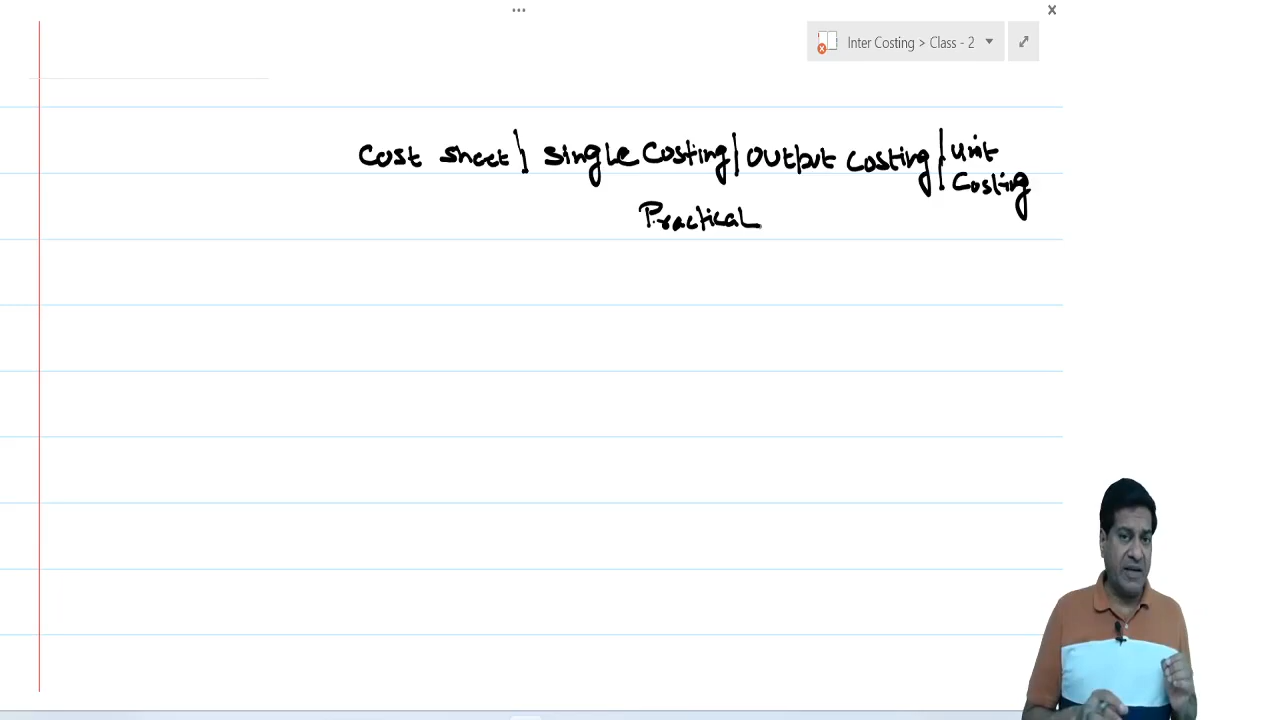 Inter Costing > Class - 2
Cost sheet | Single Costing | Output Costing | Unit
Costing
Practical